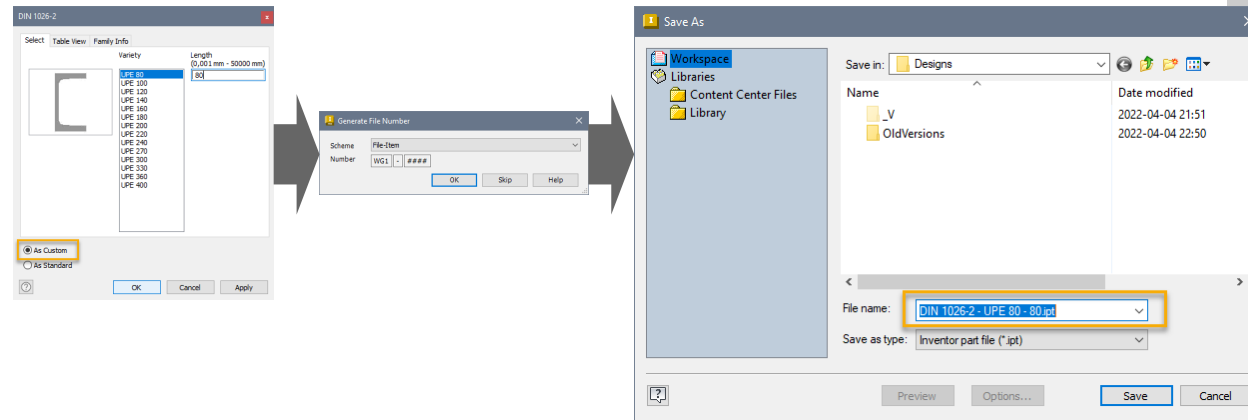 DIN 1026-2
x
Select Table View Family Info
Variety
Length
(0,001 mm - 50000 mm)
UPE 80
80
UPE 100
UPE 120
UPE 140
UPE 160
UPE 180
UPE 200
UPE 220
UPE 240
UPE 270
UPE 300
UPE 330
UPE 360
UPE 400
As Custom
As Standard
?
OK Cancel Apply
Generate File Number
Scheme File-Item
Number WG1 - ####
OK Skip Help
I Save As
Workspace
Libraries
Content Center Files
Library
Save in: Designs
Name Date modified
_V 2022-04-04 21:51
OldVersions 2022-04-04 22:50
File name: DIN 1026-2 - UPE 80 - 80.ipt
Save as type: Inventor part file (*.ipt)
?
Preview Options... Save Cancel